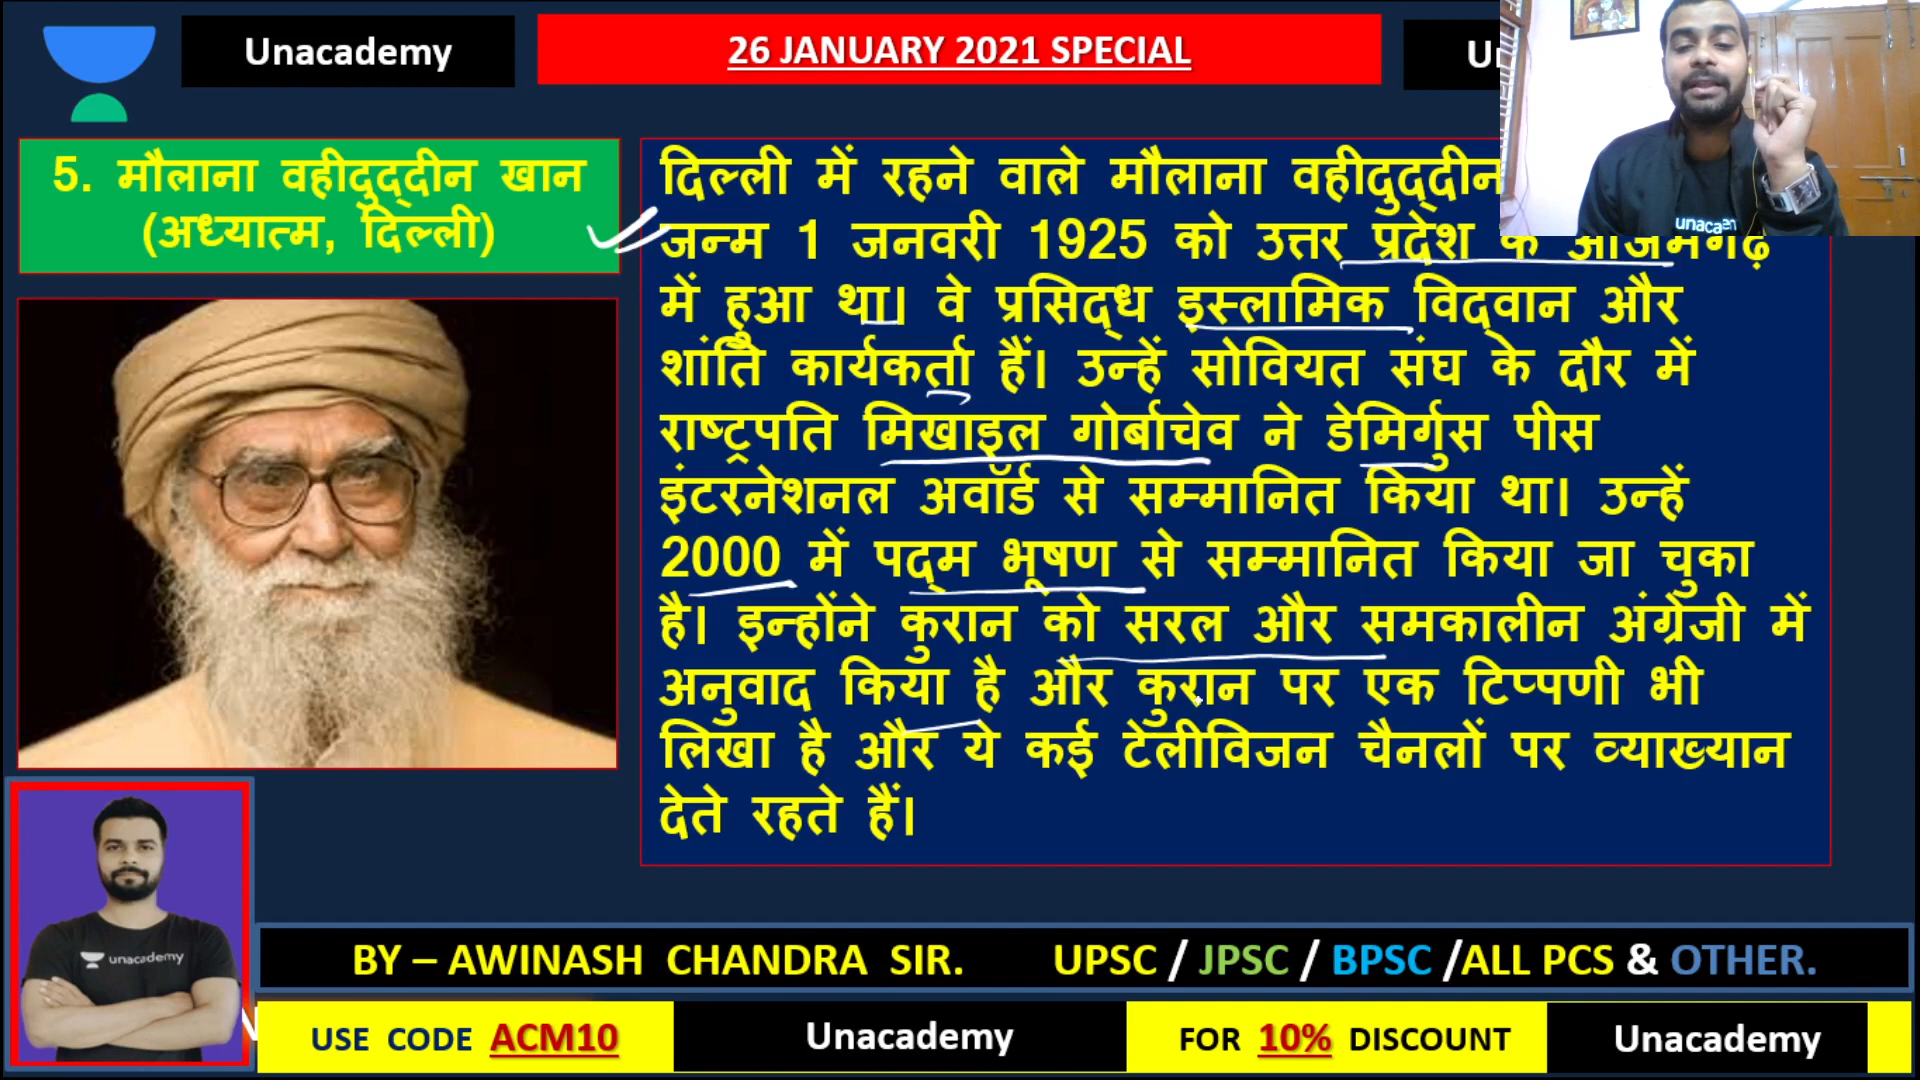 Unacademy
26 JANUARY 2021 SPECIAL
5. मौलाना वहीदुद्दीन खान
(अध्यात्म, दिल्ली)
दिल्ली में रहने वाले मौलाना वहीदुद्दीन
जन्म 1 जनवरी 1925 को उत्तर प्रदेश के आजमगढ़
में हुआ था। वे प्रसिद्ध इस्लामिक विद्वान और
शांति कार्यकर्ता हैं। उन्हें सोवियत संघ के दौर में
राष्ट्रपति मिखाइल गोर्बाचेव ने डेमिर्गुस पीस
इंटरनेशनल अवॉर्ड से सम्मानित किया था। उन्हें
2000 में पद्म भूषण से सम्मानित किया जा चुका
है। इन्होंने कुरान को सरल और समकालीन अंग्रेजी में
अनुवाद किया है और कुरान पर एक टिप्पणी भी
लिखा है और ये कई टेलीविजन चैनलों पर व्याख्यान
देते रहते हैं।
unacademy
BY – AWINASH CHANDRA SIR. UPSC / JPSC / BPSC /ALL PCS & OTHER.
USE CODE ACM10
Unacademy
FOR 10% DISCOUNT
Unacademy